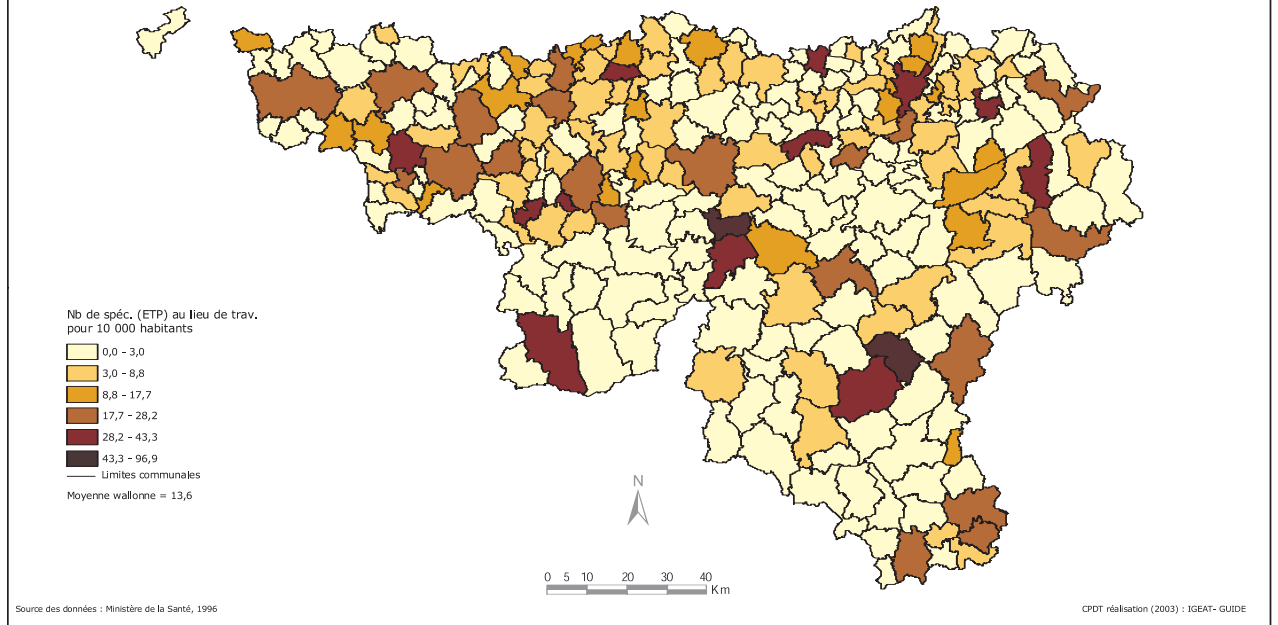 Nb de spéc. (ETP) au lieu de trav.
pour 10 000 habitants
0,0 - 3,0
3,0 - 8,8
8,8 - 17,7
17,7 - 28,2
28,2 - 43,3
43,3 - 96,9
Limites communales
Moyenne wallonne = 13,6
N
0 5 10 20 30 40
Km
Source des données : Ministère de la Santé, 1996
CPDT réalisation (2003) : IGEAT- GUIDE